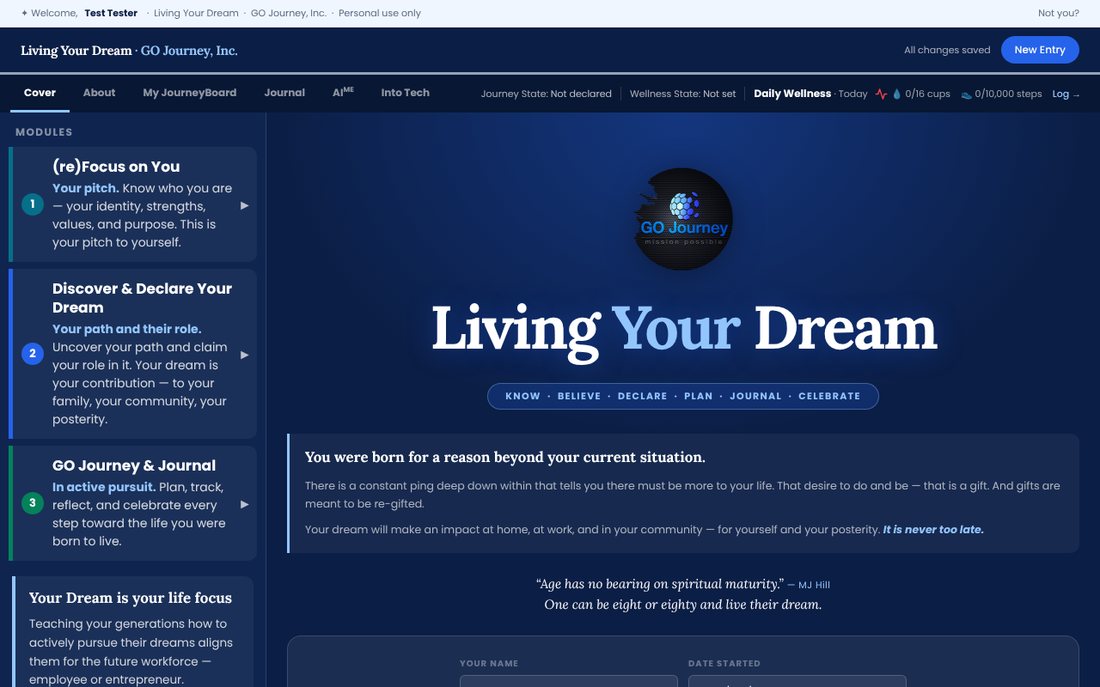 ✦ Welcome, Test Tester · Living Your Dream · GO Journey, Inc. · Personal use only
Not you?
Living Your Dream · GO Journey, Inc.
All changes saved
New Entry
Cover
About
My JourneyBoard
Journal
AI ME
Into Tech
Journey State: Not declared
Wellness State: Not set
Daily Wellness · Today
0/16 cups
0/10,000 steps
Log →
MODULES
1
(re)Focus on You
Your pitch. Know who you are
— your identity, strengths,
values, and purpose. This is
your pitch to yourself.
▶
2
Discover & Declare Your
Dream
Your path and their role.
Uncover your path and claim
your role in it. Your dream is
your contribution — to your
family, your community, your
posterity.
▶
3
GO Journey & Journal
In active pursuit. Plan, track,
reflect, and celebrate every
step toward the life you were
born to live.
▶
Your Dream is your life focus
Teaching your generations how to
actively pursue their dreams aligns
them for the future workforce —
employee or entrepreneur.
GO Journey
mission possible
Living Your Dream
KNOW · BELIEVE · DECLARE · PLAN · JOURNAL · CELEBRATE
You were born for a reason beyond your current situation.
There is a constant ping deep down within that tells you there must be more to your life. That desire to do and be — that is a gift. And gifts are
meant to be re-gifted.
Your dream will make an impact at home, at work, and in your community — for yourself and your posterity. It is never too late.
“Age has no bearing on spiritual maturity.” — MJ Hill
One can be eight or eighty and live their dream.
YOUR NAME
DATE STARTED